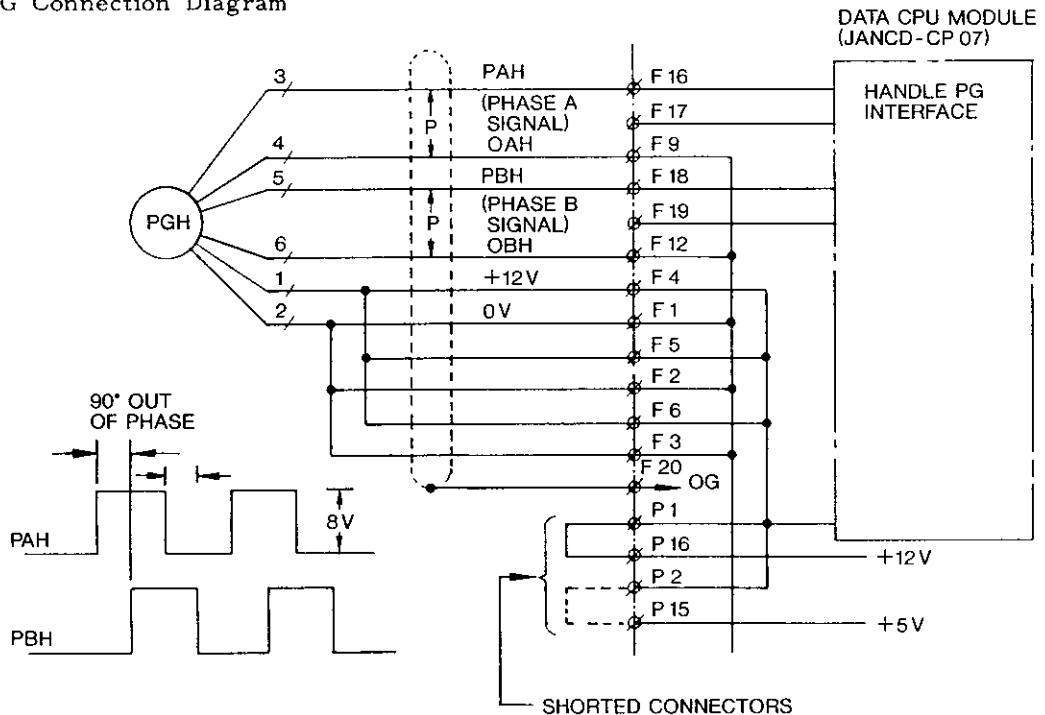 G Connection Diagram
DATA CPU MODULE
(JANCD-CP 07)
HANDLE PG
INTERFACE
PGH
3
4
5
6
1
2
P
P
PAH
(PHASE A
SIGNAL)
OAH
PBH
(PHASE B
SIGNAL)
OBH
+12V
0V
F 16
F 17
F 9
F 18
F 19
F 12
F 4
F 1
F 5
F 2
F 6
F 3
F 20
OG
P 1
P 16
+12V
P 2
P 15
+5V
90° OUT
OF PHASE
8V
PAH
PBH
SHORTED CONNECTORS